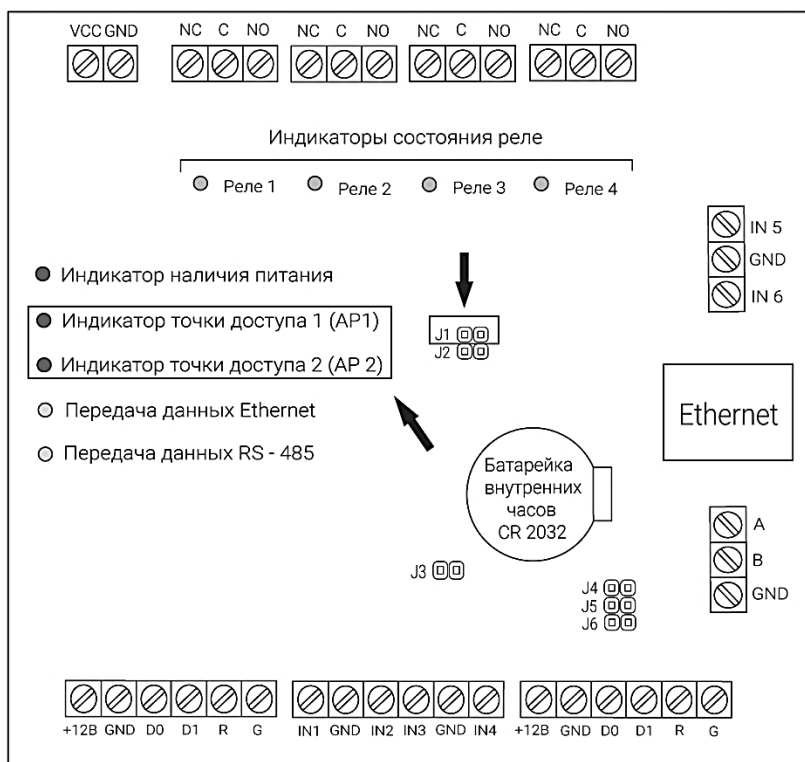 VCC GND NC C NO NC C NO NC C NO NC C NO
Индикаторы состояния реле
Реле 1 Реле 2 Реле 3 Реле 4
IN 5
GND
IN 6
Индикатор наличия питания
Индикатор точки доступа 1 (AP1)
Индикатор точки доступа 2 (AP 2)
Передача данных Ethernet
Передача данных RS - 485
J1
J2
Ethernet
Батарейка
внутренних
часов
CR 2032
A
B
GND
J3
J4
J5
J6
+12В GND D0 D1 R G IN1 GND IN2 IN3 GND IN4 +12В GND D0 D1 R G